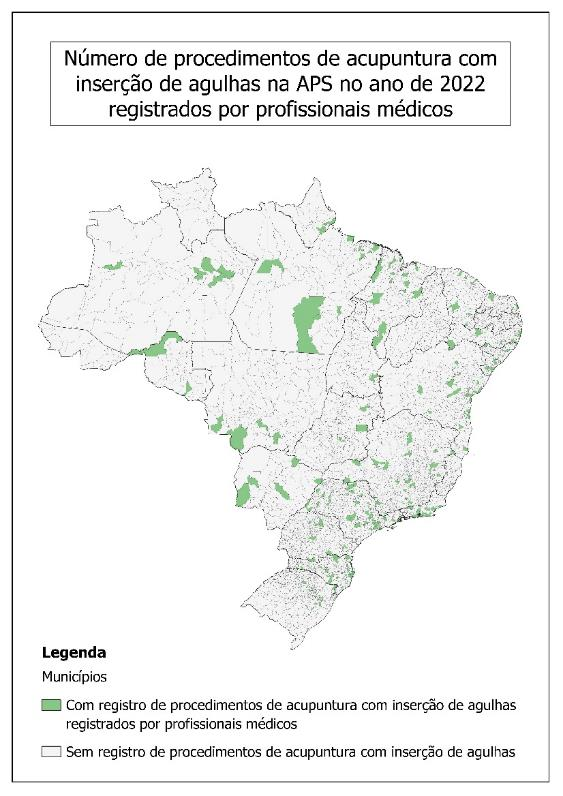 Número de procedimentos de acupuntura com
inserção de agulhas na APS no ano de 2022
registrados por profissionais médicos
Legenda
Municípios
Com registro de procedimentos de acupuntura com inserção de agulhas
registrados por profissionais médicos
Sem registro de procedimentos de acupuntura com inserção de agulhas